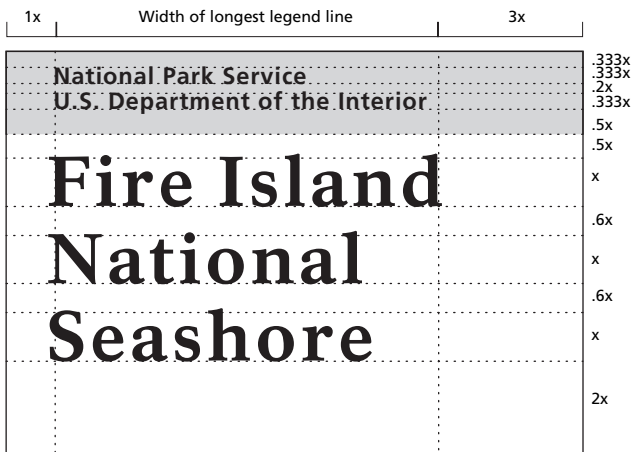 1x Width of longest legend line 3x
.333x
National Park Service .333x
.2x
U.S. Department of the Interior .333x
.5x
.5x
Fire Island x
.6x
National x
.6x
Seashore x
2x